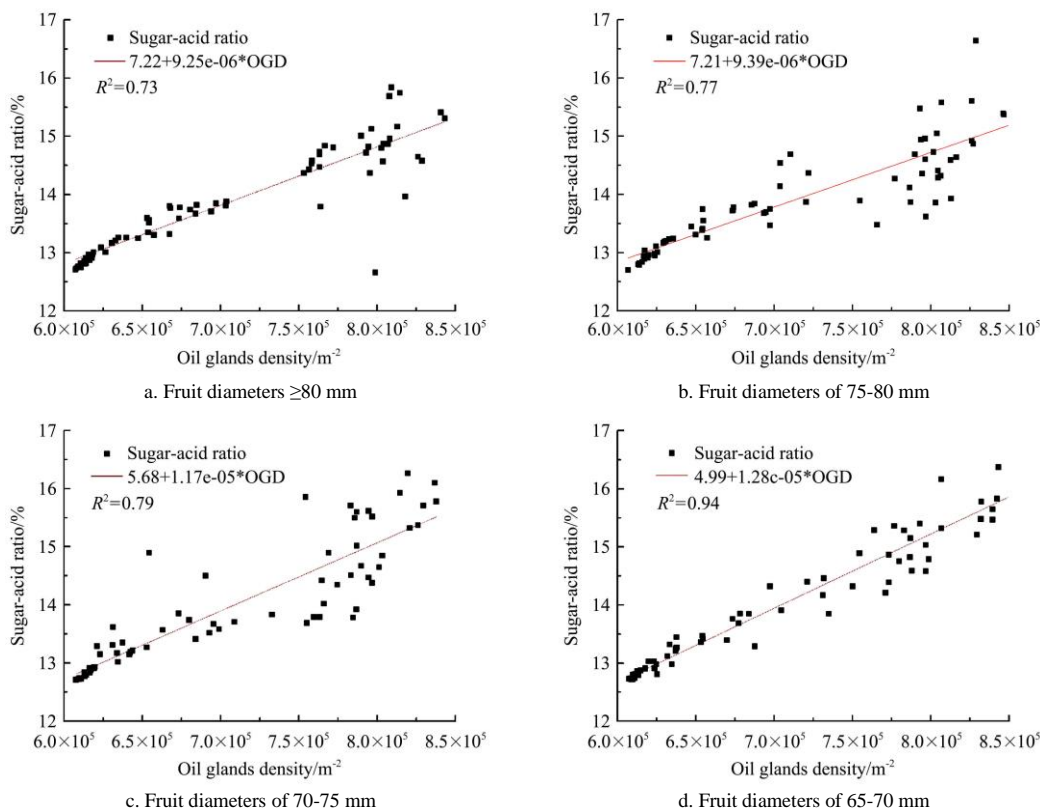 17
16
15
14
13
12
Sugar-acid ratio/%
Sugar-acid ratio
7.22+9.25e-06*OGD
R²=0.73
6.0×10⁵ 6.5×10⁵ 7.0×10⁵ 7.5×10⁵ 8.0×10⁵ 8.5×10⁵
Oil glands density/m⁻²
a. Fruit diameters ≥80 mm
17
16
15
14
13
12
Sugar-acid ratio/%
Sugar-acid ratio
7.21+9.39e-06*OGD
R²=0.77
6.0×10⁵ 6.5×10⁵ 7.0×10⁵ 7.5×10⁵ 8.0×10⁵ 8.5×10⁵
Oil glands density/m⁻²
b. Fruit diameters of 75-80 mm
17
16
15
14
13
12
Sugar-acid ratio/%
Sugar-acid ratio
5.68+1.17e-05*OGD
R²=0.79
6.0×10⁵ 6.5×10⁵ 7.0×10⁵ 7.5×10⁵ 8.0×10⁵ 8.5×10⁵
Oil glands density/m⁻²
c. Fruit diameters of 70-75 mm
17
16
15
14
13
12
Sugar-acid ratio/%
Sugar-acid ratio
4.99+1.28c-05*OGD
R²=0.94
6.0×10⁵ 6.5×10⁵ 7.0×10⁵ 7.5×10⁵ 8.0×10⁵ 8.5×10⁵
Oil glands density/m⁻²
d. Fruit diameters of 65-70 mm